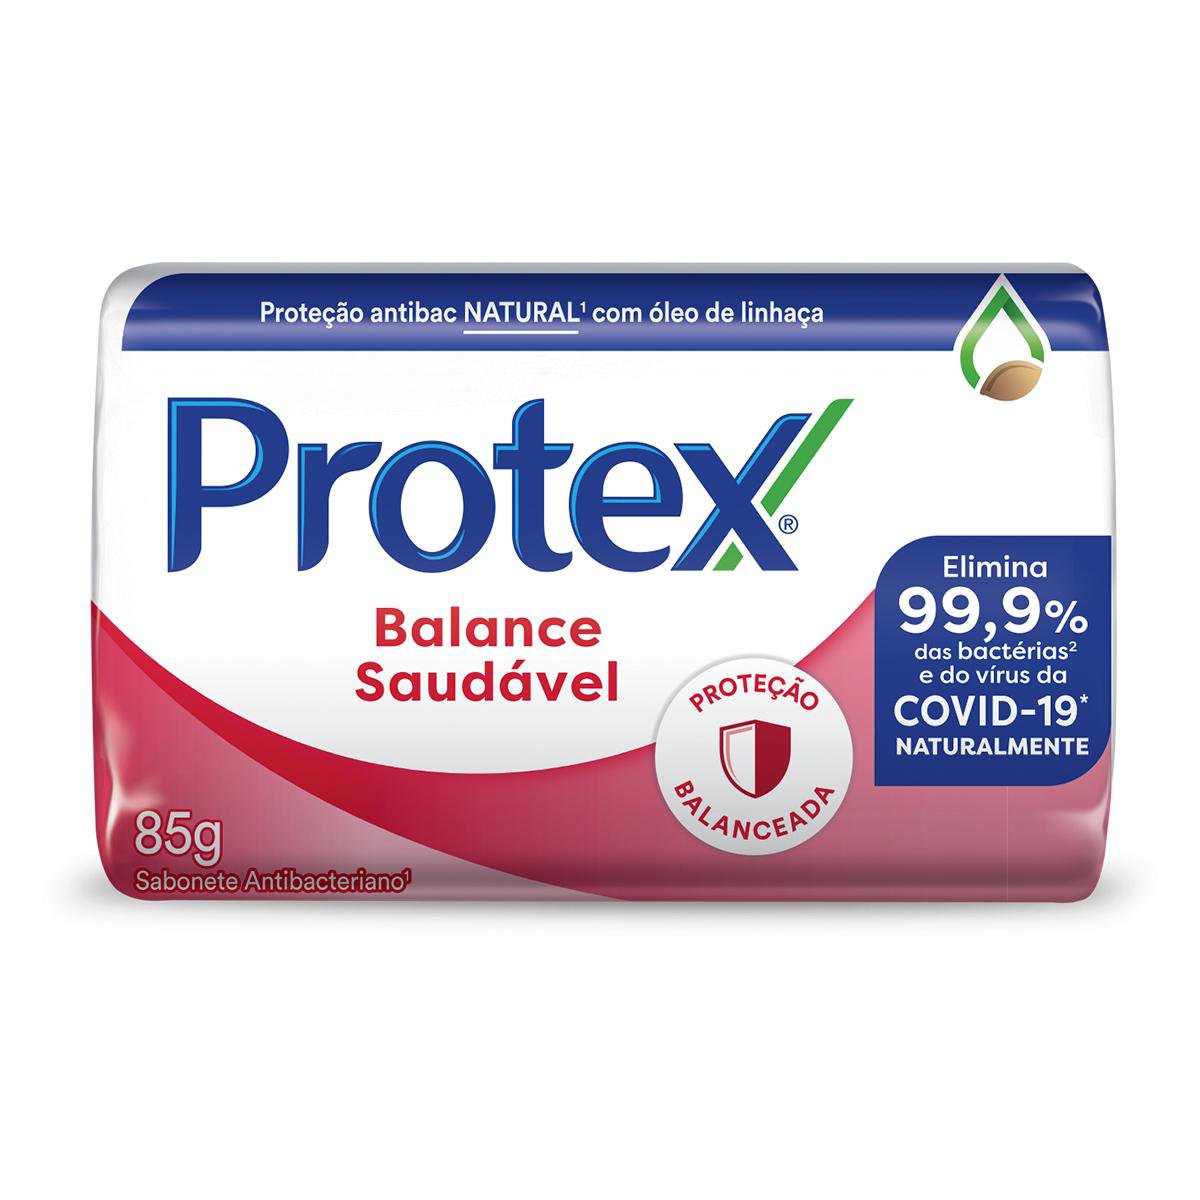 Proteção antibac NATURAL¹ com óleo de linhaça
Protex®
Balance
Saudável
Elimina
99,9%
das bactérias²
e do vírus da
COVID-19*
NATURALMENTE
PROTEÇÃO
BALANCEADA
85g
Sabonete Antibacteriano¹